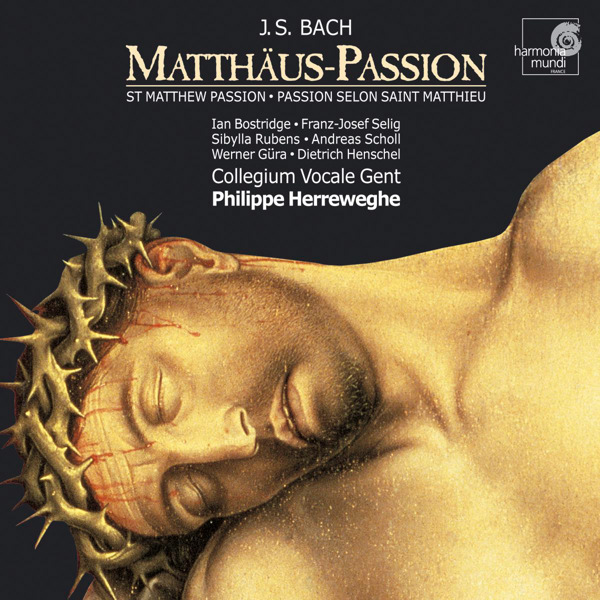 J. S. BACH
MATTHÄUS-PASSION
ST MATTHEW PASSION • PASSION SELON SAINT MATTHIEU
Ian Bostridge • Franz-Josef Selig
Sibylla Rubens • Andreas Scholl
Werner Güra • Dietrich Henschel
Collegium Vocale Gent
Philippe Herreweghe
harmonia
mundi
FRANCE